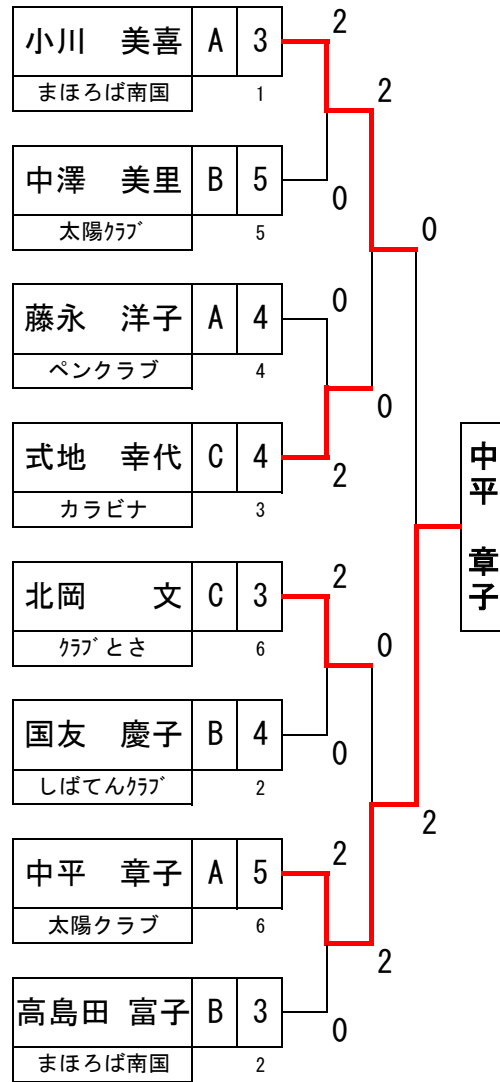 小川　美喜 A 3 2
まほろば南国 1
2
中澤　美里 B 5 0
太陽ｸﾗﾌﾞ 5
0
藤永　洋子 A 4 0
ペンクラブ 4
0
式地　幸代 C 4 2
カラビナ 3
中平　章子
北岡　　文 C 3 2
ｸﾗﾌﾞとさ 6
0
国友　慶子 B 4 0
しばてんｸﾗﾌﾞ 2
2
中平　章子 A 5 2
太陽クラブ 6
2
高島田 富子 B 3 0
まほろば南国 2